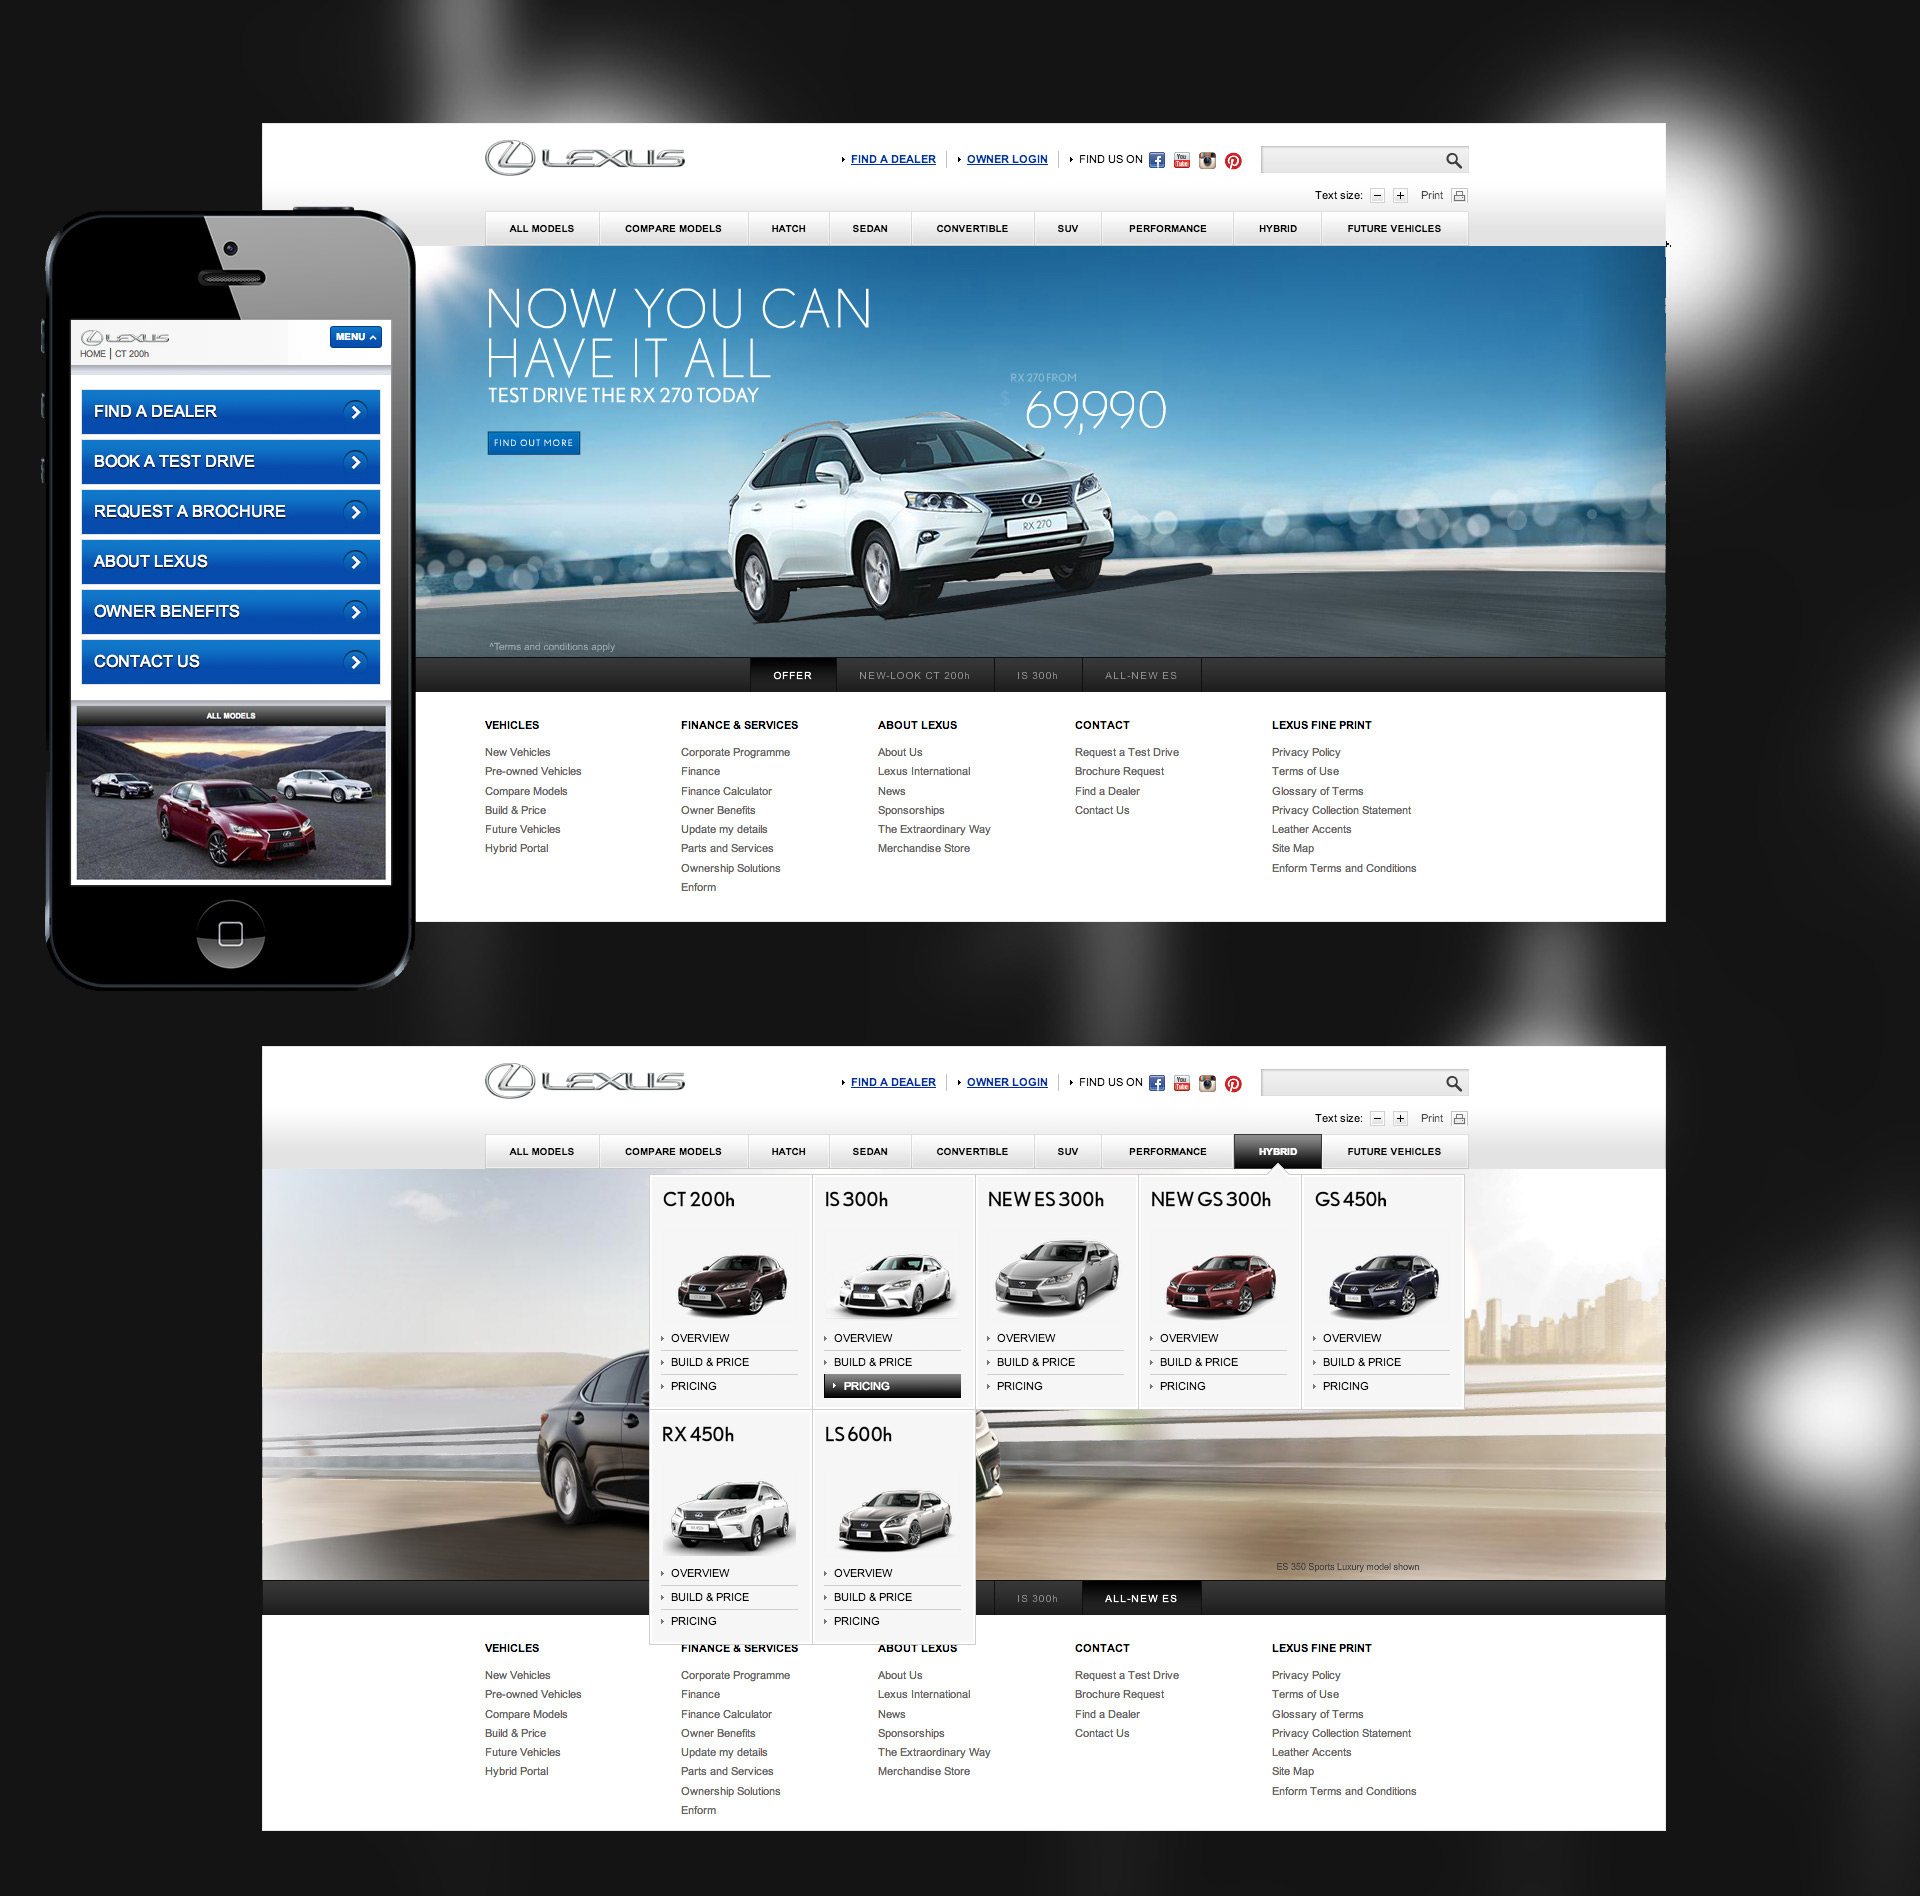 LEXUS
FIND A DEALER
OWNER LOGIN
FIND US ON
You Tube
Text size:
Print
ALL MODELS
COMPARE MODELS
HATCH
SEDAN
CONVERTIBLE
SUV
PERFORMANCE
HYBRID
FUTURE VEHICLES
NOW YOU CAN
HAVE IT ALL
TEST DRIVE THE RX 270 TODAY
FIND OUT MORE
RX 270 FROM
$ 69,990
RX 270
^Terms and conditions apply
OFFER
NEW-LOOK CT 200h
IS 300h
ALL-NEW ES
VEHICLES
New Vehicles
Pre-owned Vehicles
Compare Models
Build & Price
Future Vehicles
Hybrid Portal
FINANCE & SERVICES
Corporate Programme
Finance
Finance Calculator
Owner Benefits
Update my details
Parts and Services
Ownership Solutions
Enform
ABOUT LEXUS
About Us
Lexus International
News
Sponsorships
The Extraordinary Way
Merchandise Store
CONTACT
Request a Test Drive
Brochure Request
Find a Dealer
Contact Us
LEXUS FINE PRINT
Privacy Policy
Terms of Use
Glossary of Terms
Privacy Collection Statement
Leather Accents
Site Map
Enform Terms and Conditions
LEXUS
MENU
HOME | CT 200h
FIND A DEALER
BOOK A TEST DRIVE
REQUEST A BROCHURE
ABOUT LEXUS
OWNER BENEFITS
CONTACT US
ALL MODELS
LEXUS
FIND A DEALER
OWNER LOGIN
FIND US ON
You Tube
Text size:
Print
ALL MODELS
COMPARE MODELS
HATCH
SEDAN
CONVERTIBLE
SUV
PERFORMANCE
HYBRID
FUTURE VEHICLES
CT 200h
OVERVIEW
BUILD & PRICE
PRICING
IS 300h
OVERVIEW
BUILD & PRICE
PRICING
NEW ES 300h
OVERVIEW
BUILD & PRICE
PRICING
NEW GS 300h
OVERVIEW
BUILD & PRICE
PRICING
GS 450h
OVERVIEW
BUILD & PRICE
PRICING
RX 450h
OVERVIEW
BUILD & PRICE
PRICING
LS 600h
OVERVIEW
BUILD & PRICE
PRICING
ES 350 Sports Luxury model shown
IS 300h
ALL-NEW ES
VEHICLES
New Vehicles
Pre-owned Vehicles
Compare Models
Build & Price
Future Vehicles
Hybrid Portal
FINANCE & SERVICES
Corporate Programme
Finance
Finance Calculator
Owner Benefits
Update my details
Parts and Services
Ownership Solutions
Enform
ABOUT LEXUS
About Us
Lexus International
News
Sponsorships
The Extraordinary Way
Merchandise Store
CONTACT
Request a Test Drive
Brochure Request
Find a Dealer
Contact Us
LEXUS FINE PRINT
Privacy Policy
Terms of Use
Glossary of Terms
Privacy Collection Statement
Leather Accents
Site Map
Enform Terms and Conditions